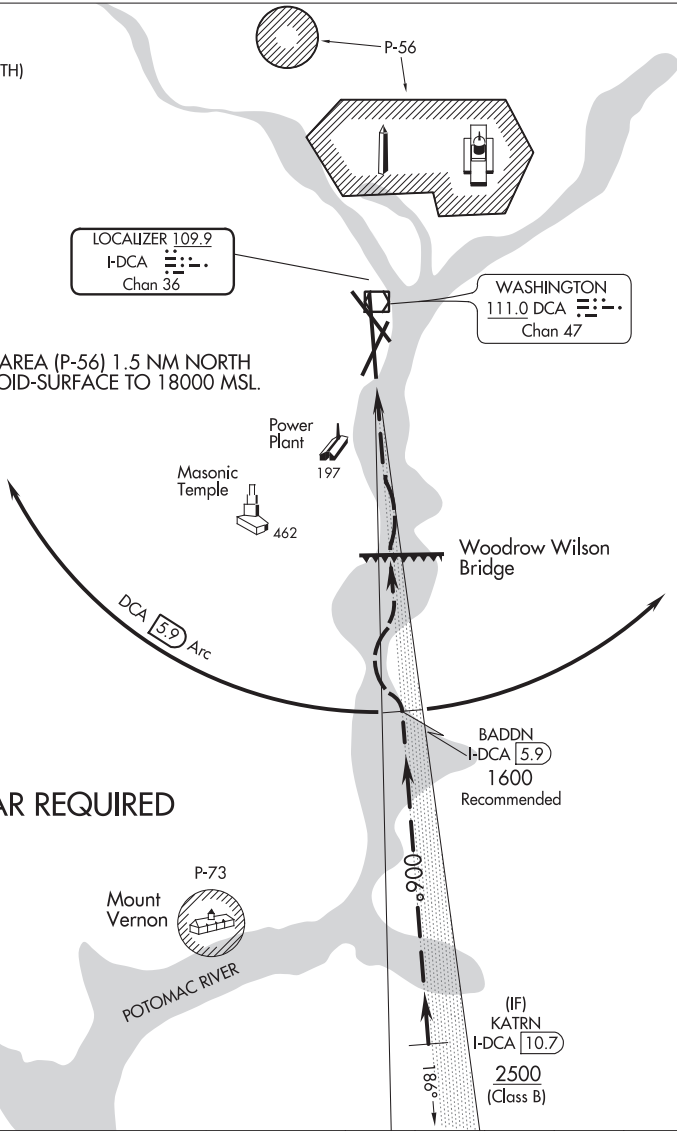 TH)
P-56
LOCALIZER 109.9
I-DCA
Chan 36
WASHINGTON
111.0 DCA
Chan 47
AREA (P-56) 1.5 NM NORTH
OID-SURFACE TO 18000 MSL.
Power
Plant
197
Masonic
Temple
462
Woodrow Wilson
Bridge
DCA 5.9 Arc
BADDN
I-DCA 5.9
1600
Recommended
AR REQUIRED
006°
P-73
Mount
Vernon
POTOMAC RIVER
(IF)
KATRN
I-DCA 10.7
2500
(Class B)
186°